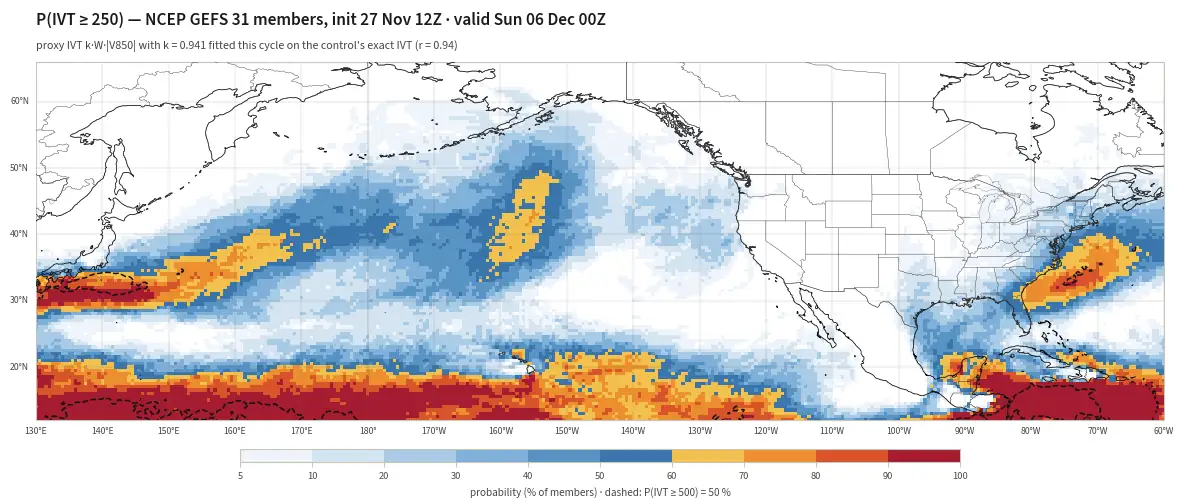 P(IVT ≥ 250) — NCEP GEFS 31 members, init 27 Nov 12Z · valid Sun 06 Dec 00Z
proxy IVT k·W·|V850| with k = 0.941 fitted this cycle on the control's exact IVT (r = 0.94)
60°N
50°N
40°N
30°N
20°N
130°E 140°E 150°E 160°E 170°E 180° 170°W 160°W 150°W 140°W 130°W 120°W 110°W 100°W 90°W 80°W 70°W 60°W
5 10 20 30 40 50 60 70 80 90 100
probability (% of members) · dashed: P(IVT ≥ 500) = 50 %